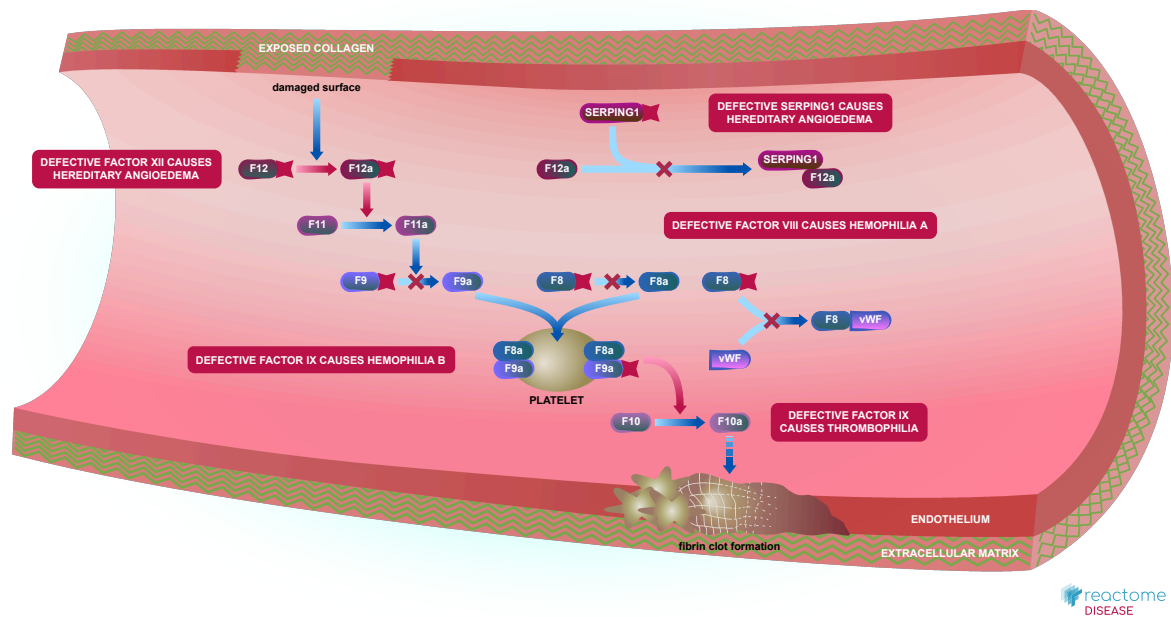 EXPOSED COLLAGEN
damaged surface
SERPING1
DEFECTIVE SERPING1 CAUSES
HEREDITARY ANGIOEDEMA
DEFECTIVE FACTOR XII CAUSES
HEREDITARY ANGIOEDEMA
F12
F12a
F12a
SERPING1
F12a
F11
F11a
DEFECTIVE FACTOR VIII CAUSES HEMOPHILIA A
F9
F9a
F8
F8a
F8
F8
vWF
vWF
DEFECTIVE FACTOR IX CAUSES HEMOPHILIA B
F8a
F9a
F8a
F9a
PLATELET
F10
F10a
DEFECTIVE FACTOR IX
CAUSES THROMBOPHILIA
ENDOTHELIUM
fibrin clot formation
EXTRACELLULAR MATRIX
reactome
DISEASE